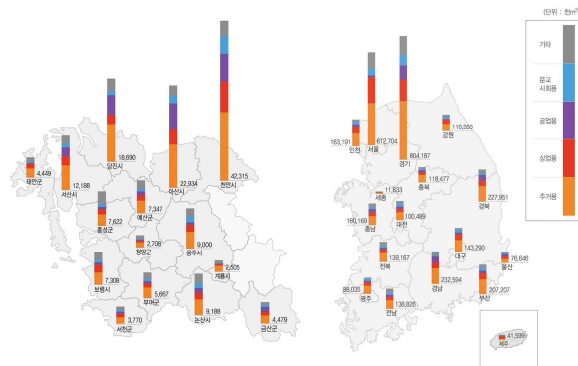 (단위 : 천m²)
기타
문교
사회용
공업용
상업용
주거용
4,449
태안군
12,188
서산시
18,690
당진시
22,934
아산시
42,315
천안시
7,622
홍성군
7,347
예산군
2,708
청양군
9,000
공주시
2,505
계룡시
7,308
보령시
5,667
부여군
9,188
논산시
4,479
금산군
3,770
서천군
163,191
인천
612,704
서울
804,187
경기
110,263
강원
118,477
충북
11,833
세종
160,169
충남
100,489
대전
227,951
경북
143,290
대구
76,646
울산
139,167
전북
232,594
경남
207,207
부산
88,035
광주
138,826
전남
41,599
제주